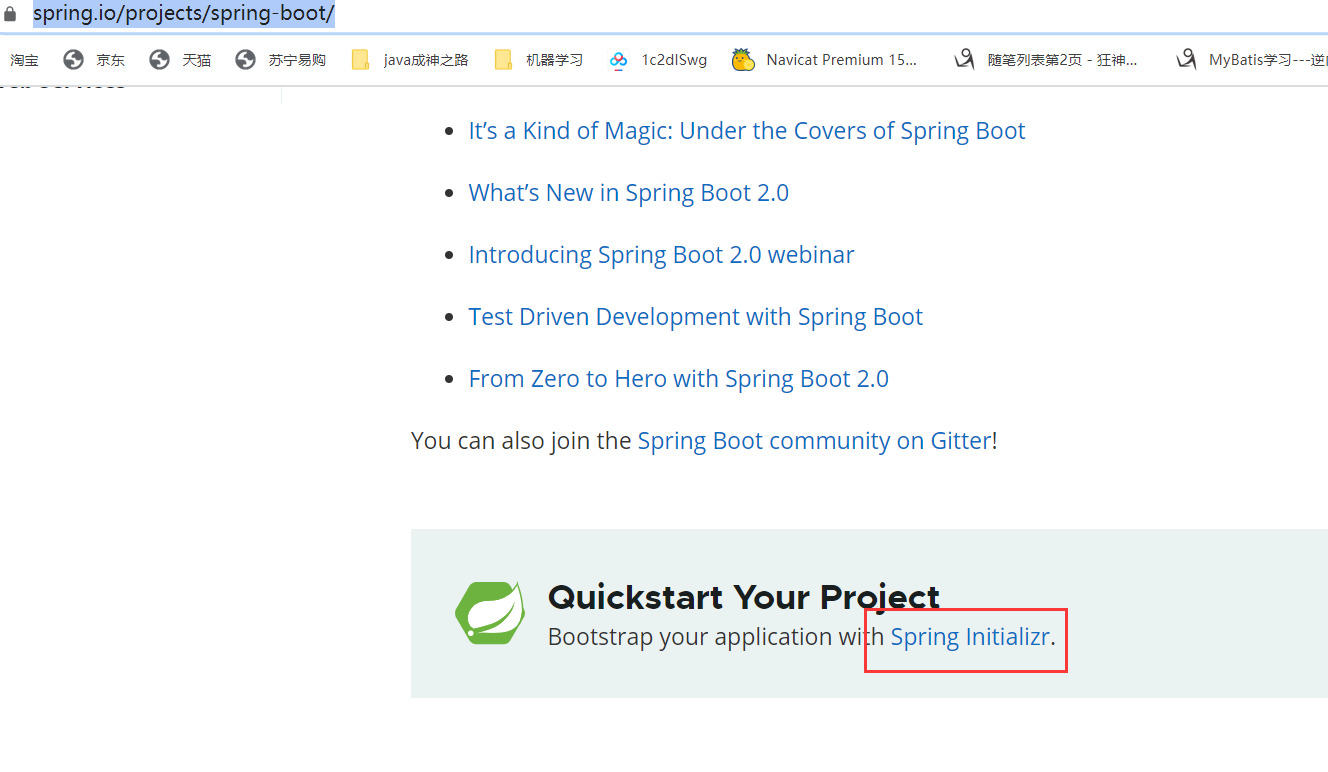 spring.io/projects/spring-boot/
淘宝 京东 天猫 苏宁易购 java成神之路 机器学习 1c2dlSwg Navicat Premium 15... 随笔列表第2页 - 狂神... MyBatis学习---逆
It’s a Kind of Magic: Under the Covers of Spring Boot
What’s New in Spring Boot 2.0
Introducing Spring Boot 2.0 webinar
Test Driven Development with Spring Boot
From Zero to Hero with Spring Boot 2.0
You can also join the Spring Boot community on Gitter!
Quickstart Your Project
Bootstrap your application with Spring Initializr.